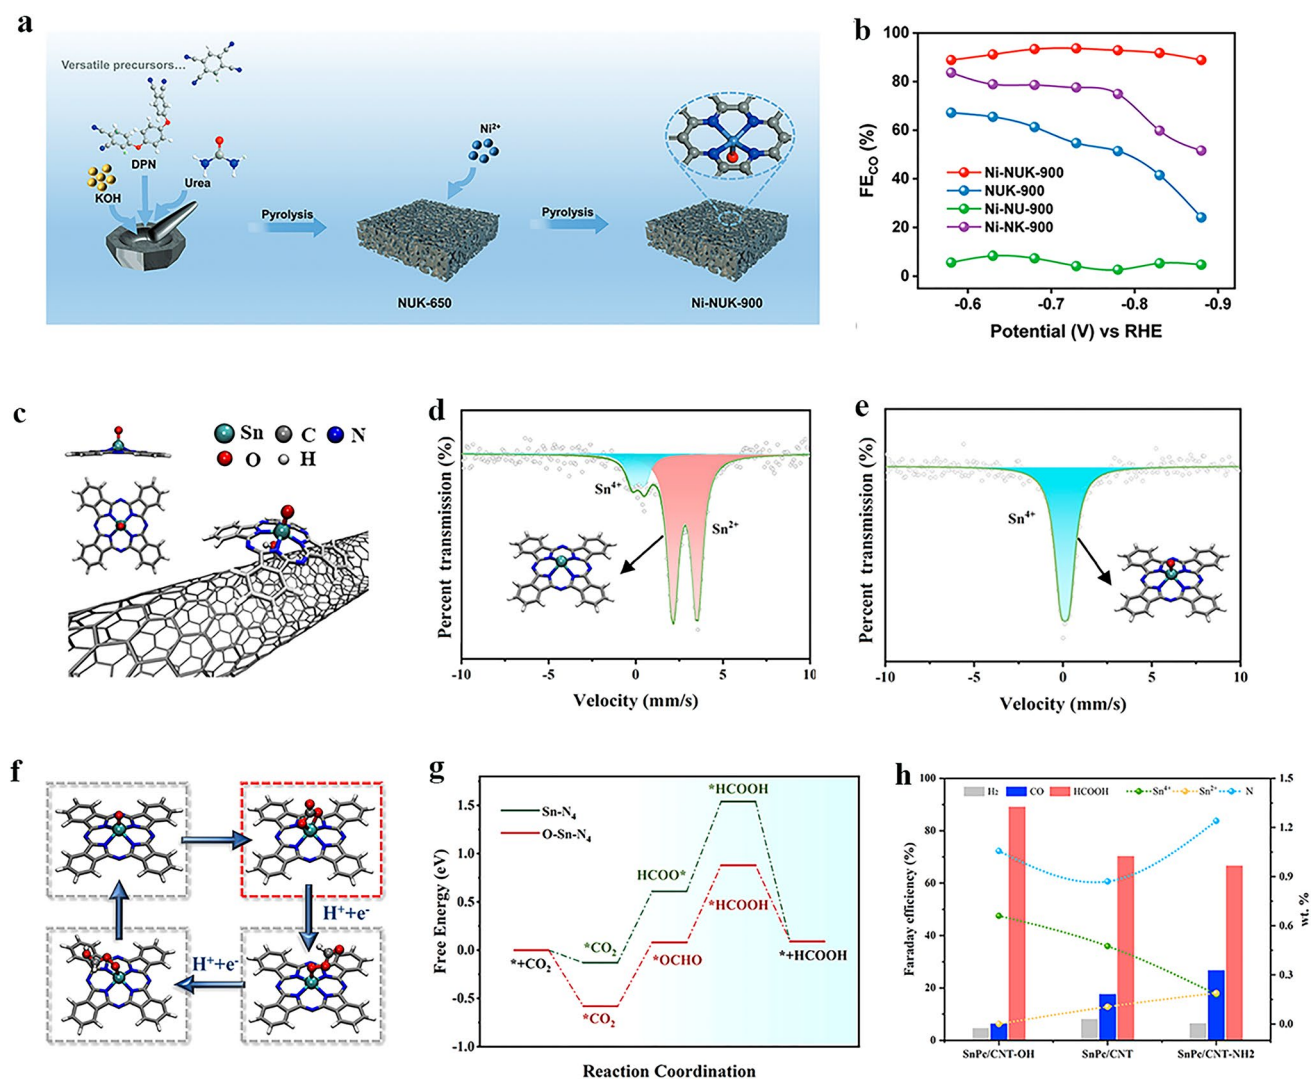 a
Versatile precursors...
DPN
Urea
KOH
Pyrolysis
NUK-650
Ni²⁺
Pyrolysis
Ni-NUK-900
b
100
80
60
40
20
0
FE_CO (%)
Ni-NUK-900
NUK-900
Ni-NU-900
Ni-NK-900
-0.6 -0.7 -0.8 -0.9
Potential (V) vs RHE
c
Sn C N
O H
d
Percent transmission (%)
Sn⁴⁺
Sn²⁺
-10 -5 0 5 10
Velocity (mm/s)
e
Percent transmission (%)
Sn⁴⁺
-10 -5 0 5 10
Velocity (mm/s)
f
H⁺+e⁻
H⁺+e⁻
g
1.5
1.0
0.5
0.0
-0.5
-1.0
Free Energy (eV)
Sn-N₄
O-Sn-N₄
*HCOOH
HCOO*
*HCOOH
*CO₂
*OCHO
*+CO₂
*+HCOOH
*CO₂
Reaction Coordination
h
H₂ CO HCOOH Sn⁴⁺ Sn²⁺ N
100
80
60
40
20
0
Faraday efficiency (%)
1.5
1.2
0.9
0.6
0.3
0.0
wt. %
SnPc/CNT-OH SnPc/CNT SnPc/CNT-NH2